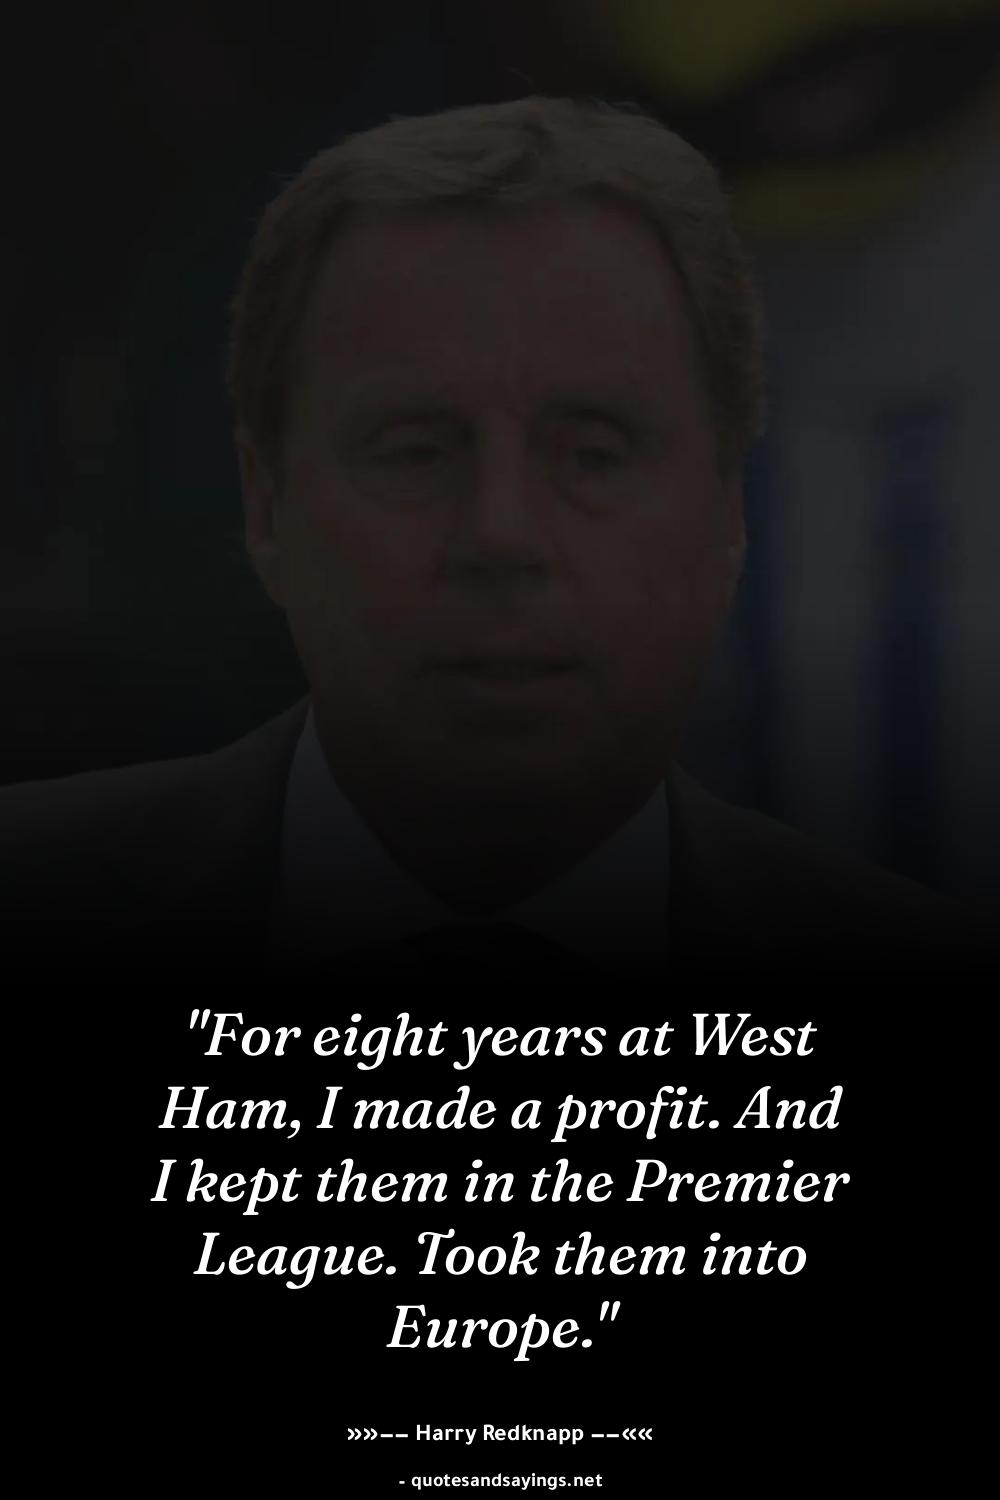 "For eight years at West
Ham, I made a profit. And
I kept them in the Premier
League. Took them into
Europe."
»»−− Harry Redknapp −−««
- quotesandsayings.net